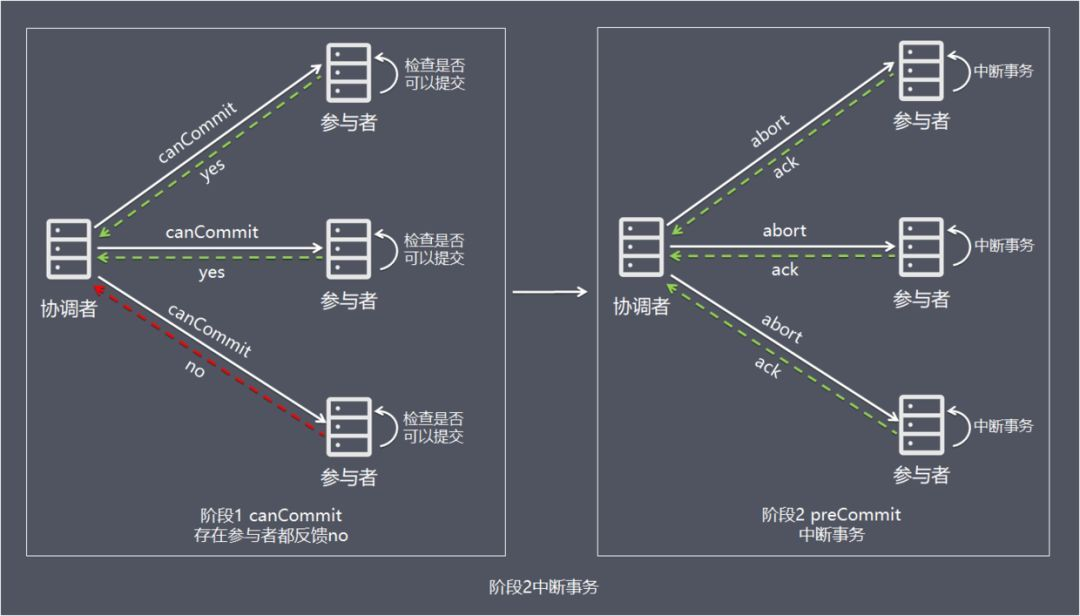 检查是否
可以提交
参与者
canCommit
yes
canCommit
yes
检查是否
可以提交
参与者
协调者
canCommit
no
检查是否
可以提交
参与者
阶段1 canCommit
存在参与者都反馈no
中断事务
参与者
abort
ack
abort
ack
中断事务
参与者
协调者
abort
ack
中断事务
参与者
阶段2 preCommit
中断事务
阶段2中断事务